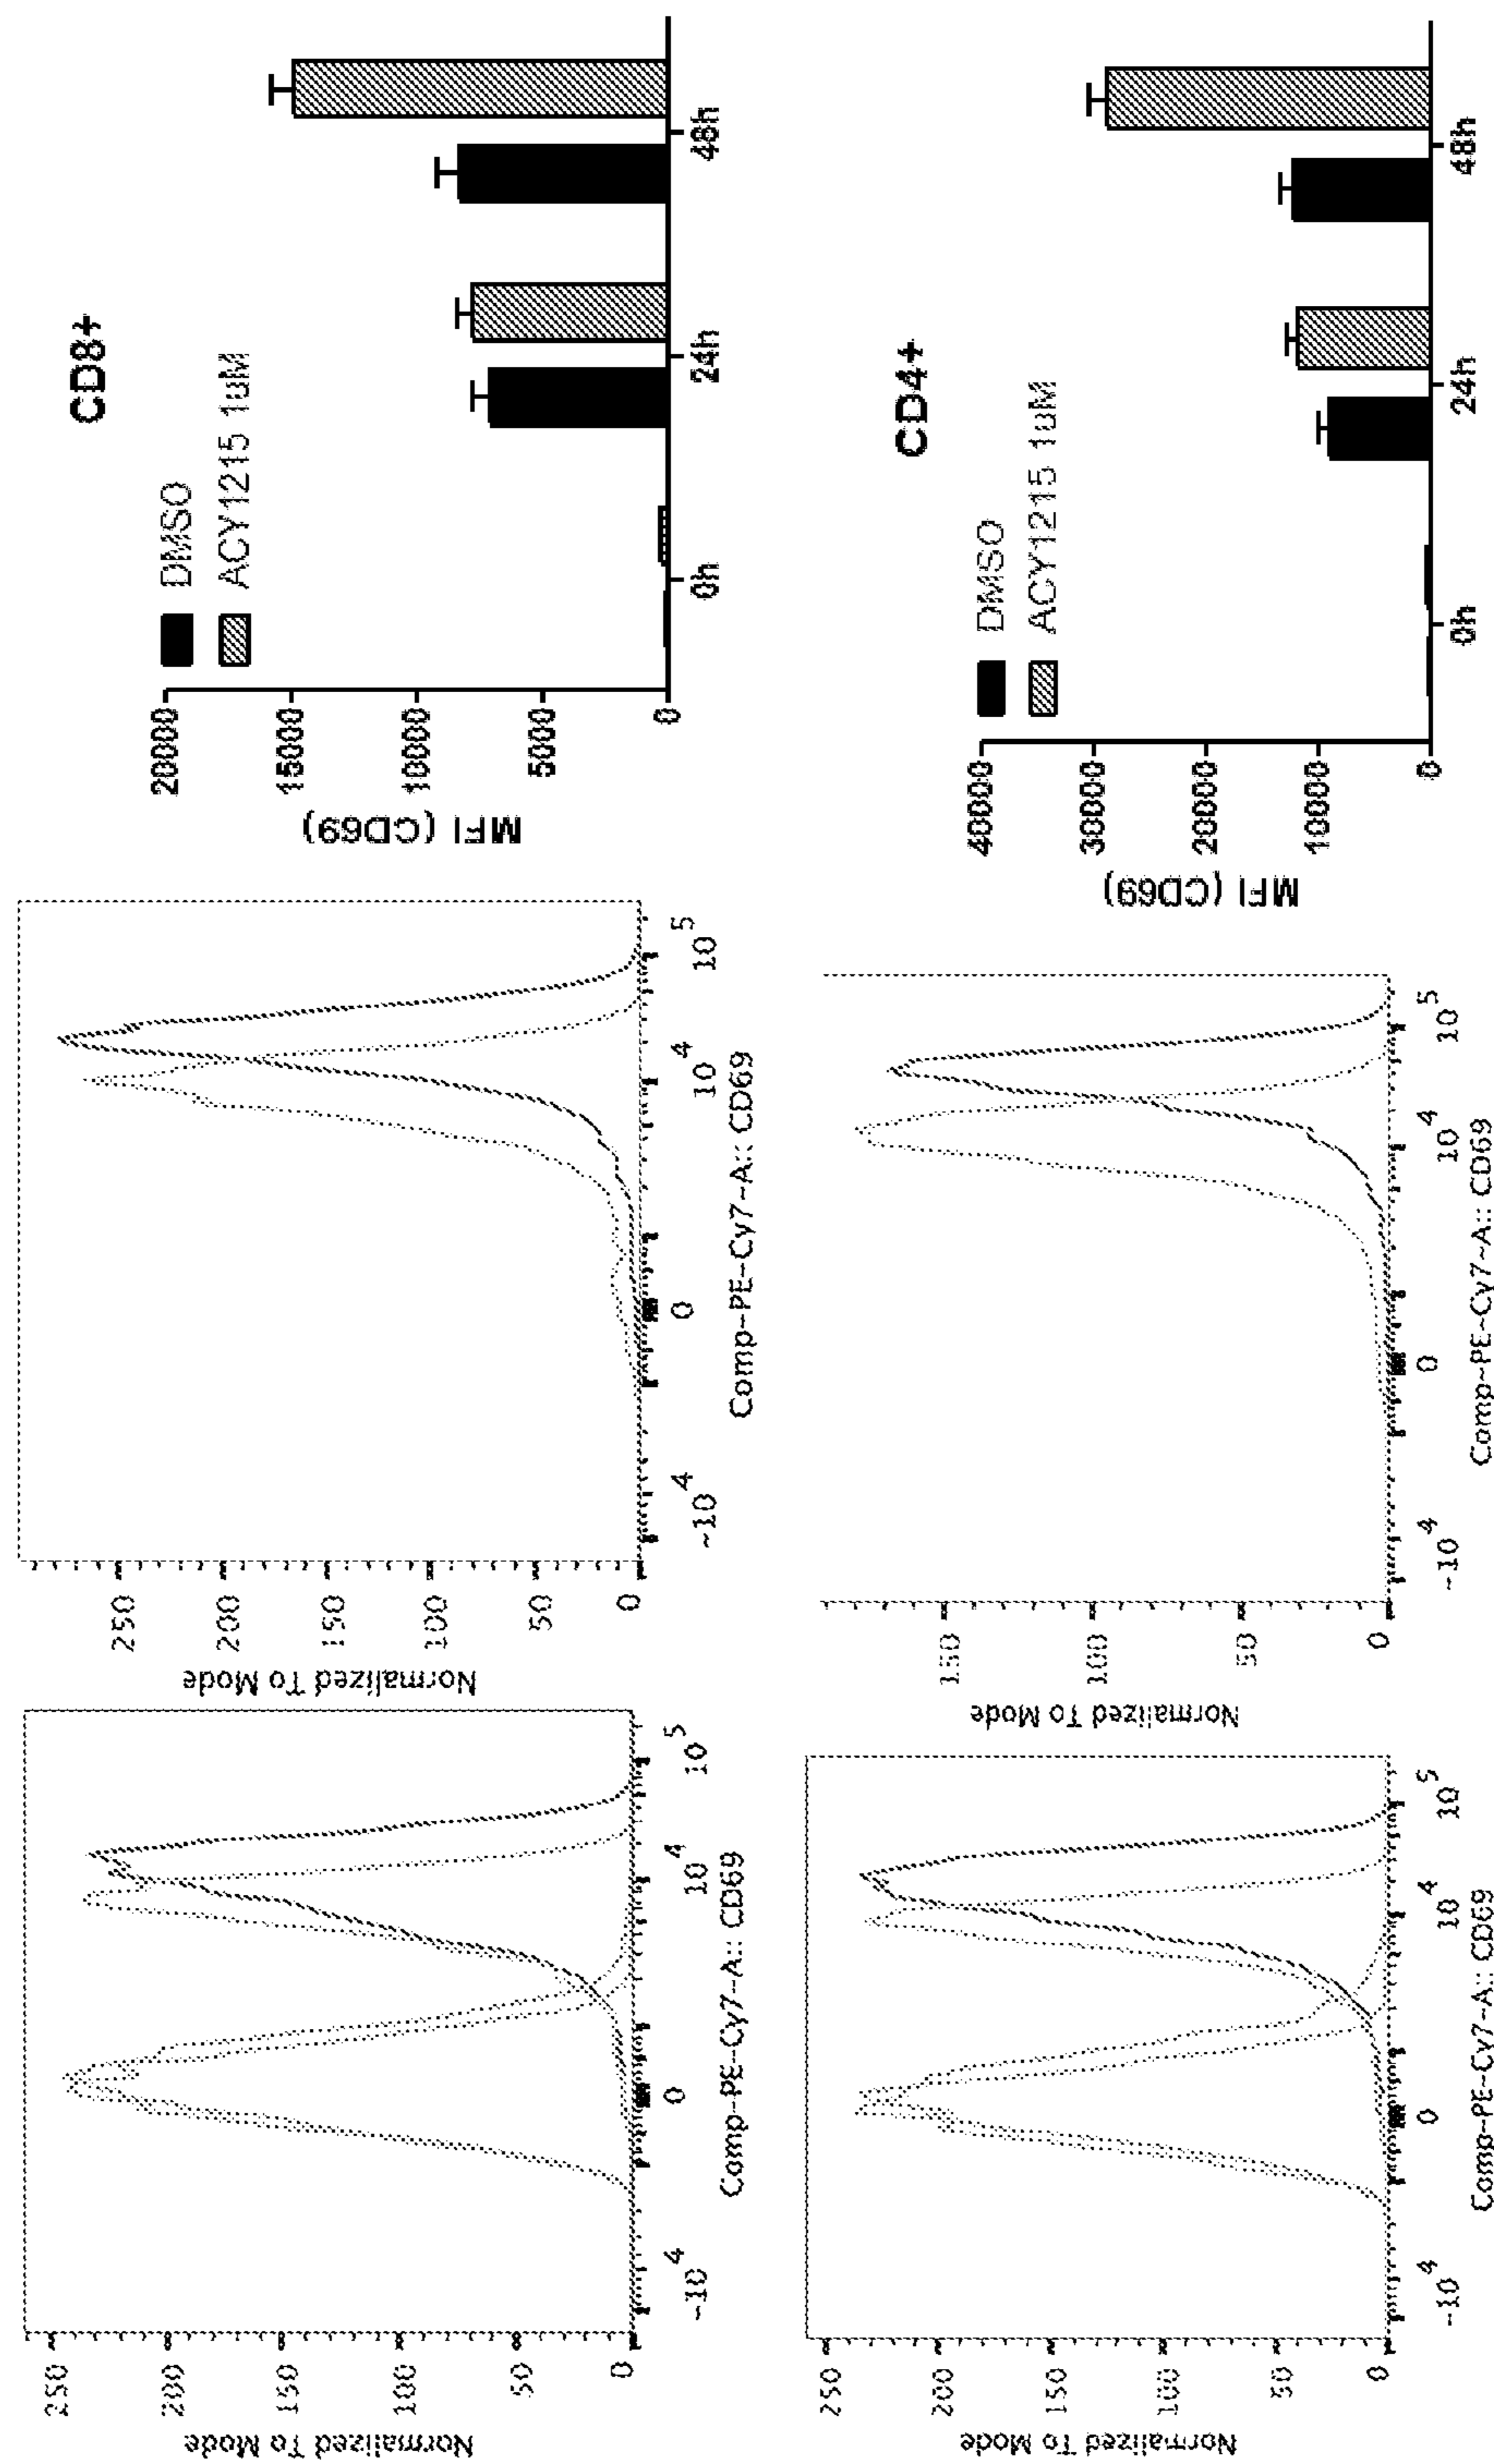 Normalized To Mode
250
200
150
100
50
0
-10^4
0
10^4
10^5
Comp-PE-Cy7-A:: CD69
Normalized To Mode
250
200
150
100
50
0
-10^4
0
10^4
10^5
Comp-PE-Cy7-A:: CD69
CD8+
DMSO
ACY1215 1uM
MFI (CD69)
20000
15000
10000
5000
0
0h
24h
48h
Normalized To Mode
250
200
150
100
50
0
-10^4
0
10^4
10^5
Comp-PE-Cy7-A:: CD69
Normalized To Mode
150
100
50
0
-10^4
0
10^4
10^5
Comp-PE-Cy7-A:: CD69
CD4+
DMSO
ACY1215 1uM
MFI (CD69)
40000
30000
20000
10000
0
0h
24h
48h